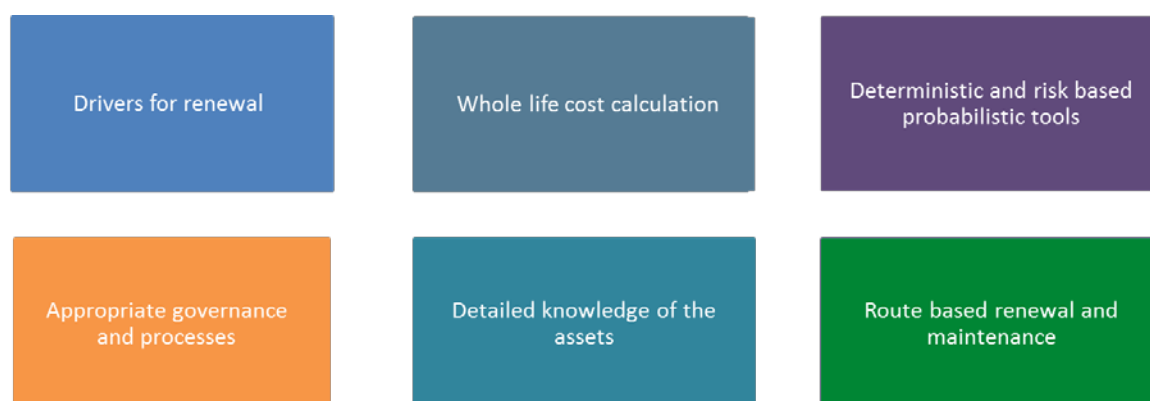 Drivers for renewal
Whole life cost calculation
Deterministic and risk based
probabilistic tools
Appropriate governance
and processes
Detailed knowledge of the
assets
Route based renewal and
maintenance